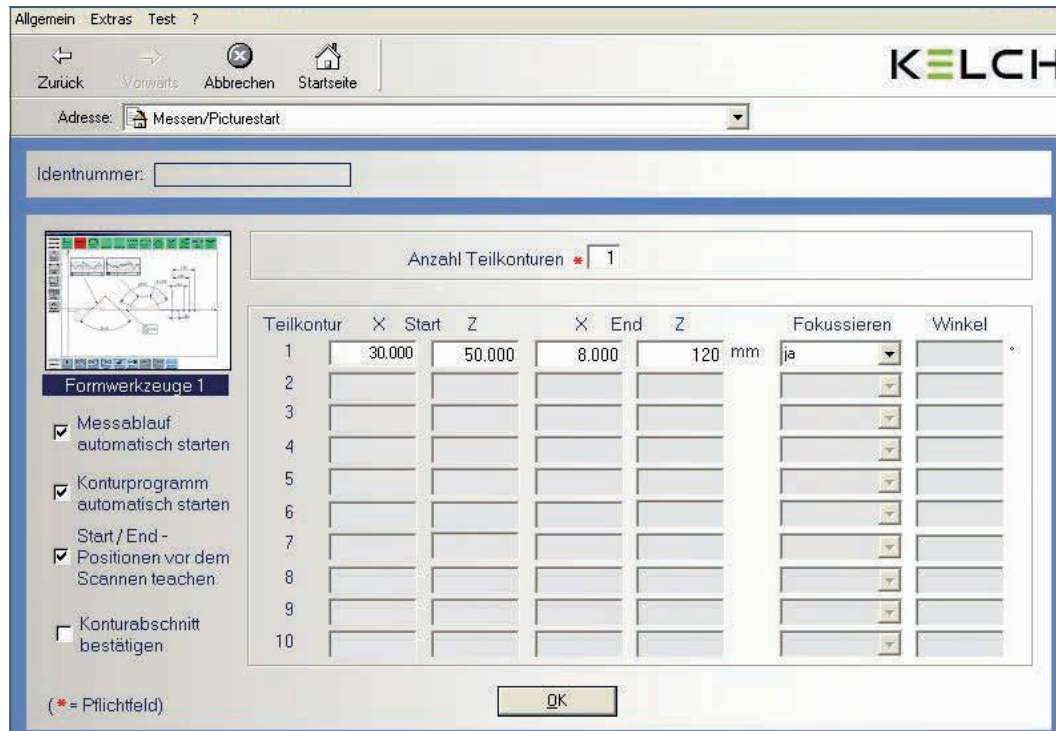 Allgemein Extras Test ?
Zurück Vorwärts Abbrechen Startseite
KELCH
Adresse: Messen/Picturestart
Identnummer:
Anzahl Teilkonturen * 1
Formwerkzeuge 1
Messablauf
automatisch starten
Konturprogramm
automatisch starten
Start / End -
Positionen vor dem
Scannen teachen
Konturabschnitt
bestätigen
(* = Pflichtfeld)
Teilkontur X Start Z X End Z Fokussieren Winkel
1 30.000 50.000 8.000 120 mm ja °
2
3
4
5
6
7
8
9
10
OK